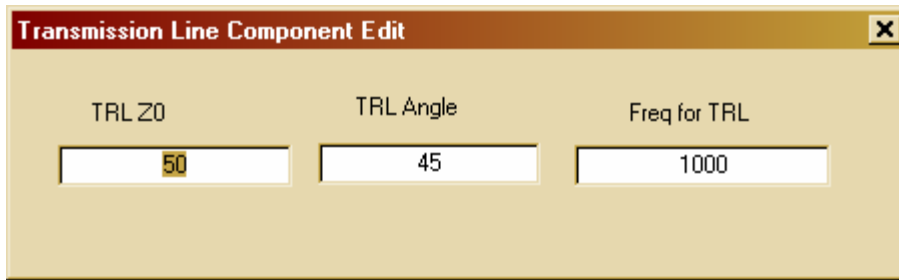 Transmission Line Component Edit
TRL Z0 TRL Angle Freq for TRL
50 45 1000